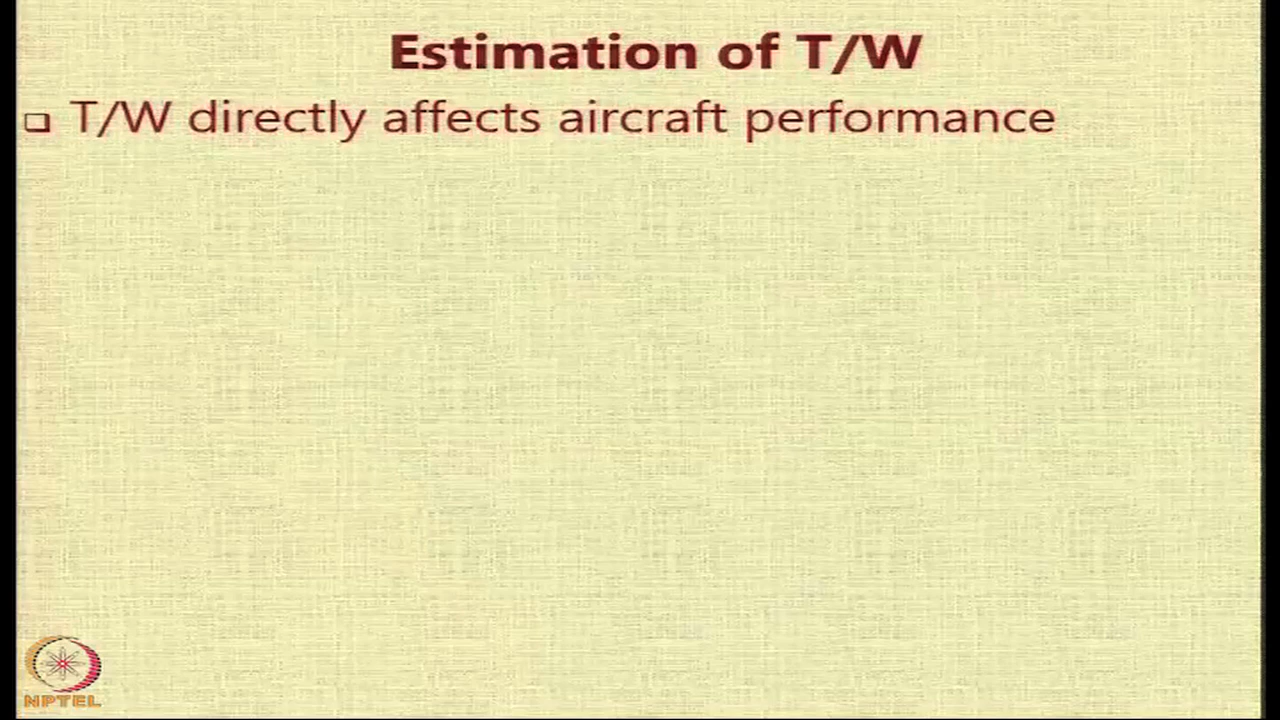 Estimation of T/W
T/W directly affects aircraft performance
NPTEL